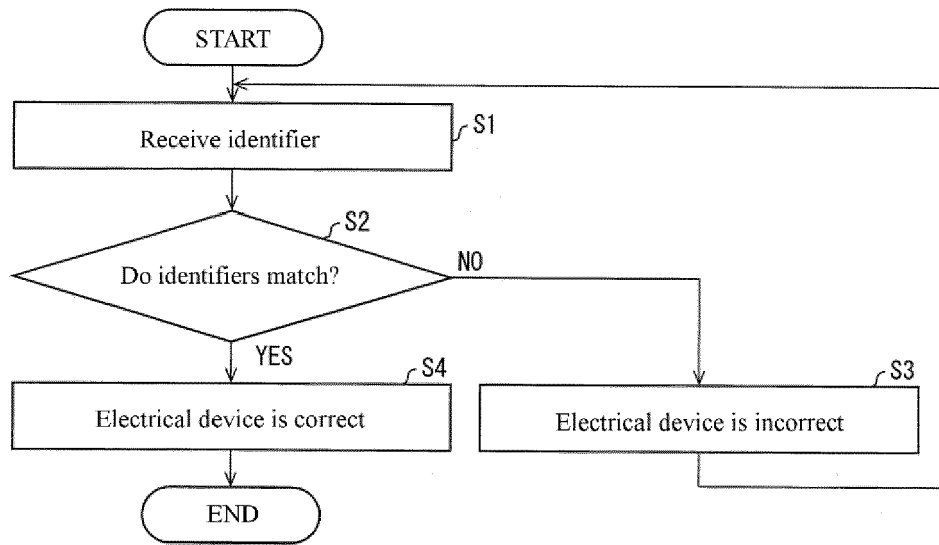 START
Receive identifier
S1
S2
Do identifiers match?
NO
YES
S4
Electrical device is correct
S3
Electrical device is incorrect
END